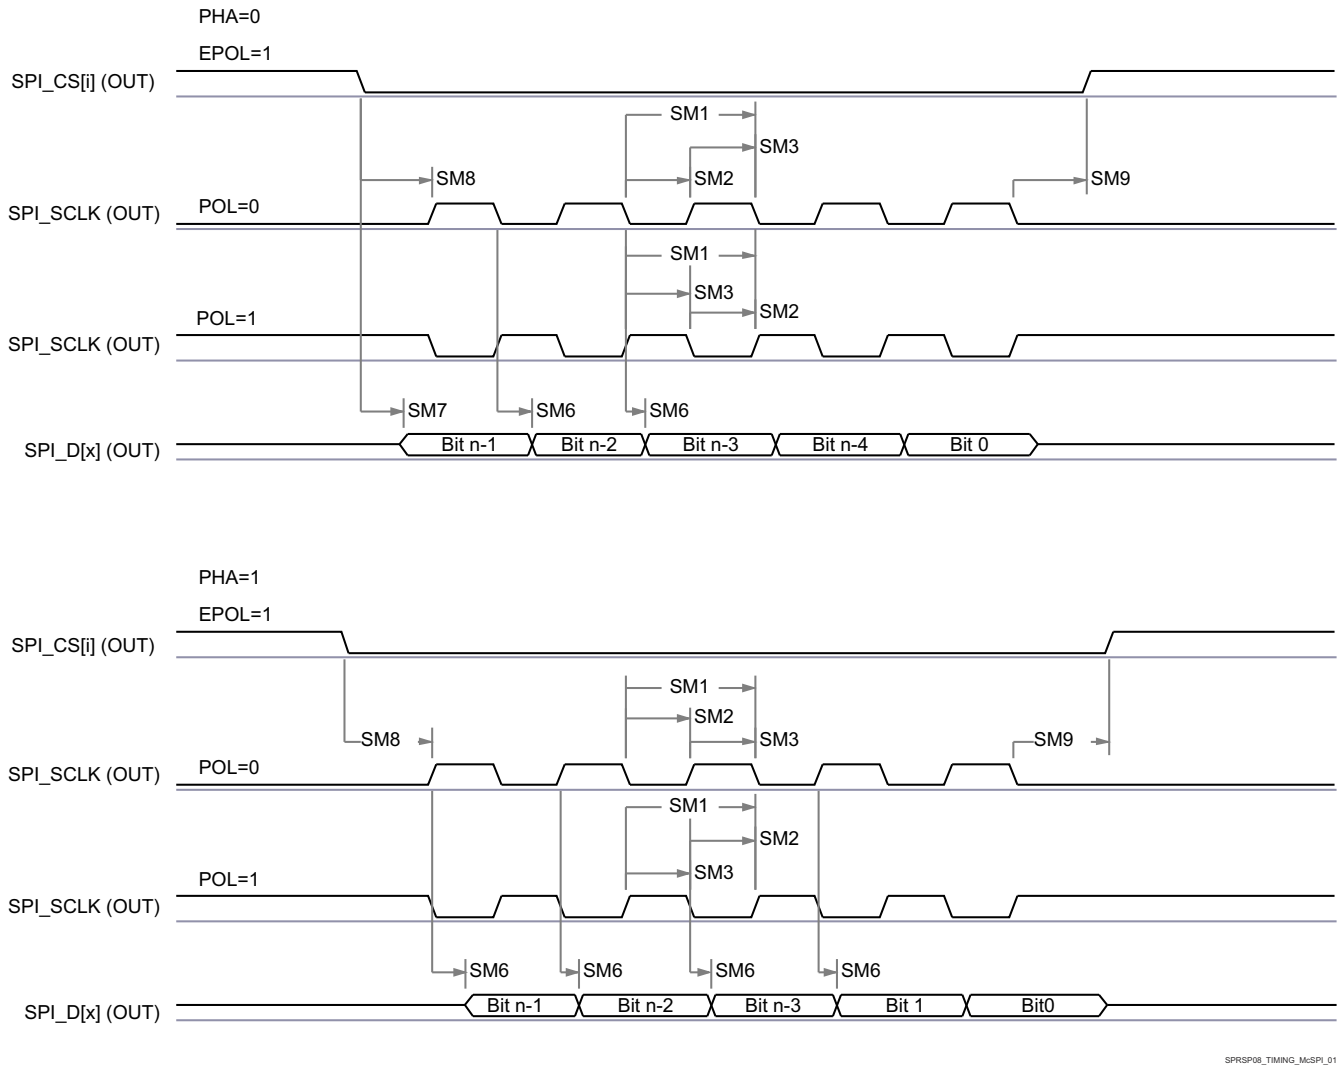 PHA=0
EPOL=1
SPI_CS[i] (OUT)
SM1
SM3
SM8
SM2
SM9
SPI_SCLK (OUT)
POL=0
SM1
SM3
SM2
POL=1
SPI_SCLK (OUT)
SM7
SM6
SM6
SPI_D[x] (OUT)
Bit n-1
Bit n-2
Bit n-3
Bit n-4
Bit 0
PHA=1
EPOL=1
SPI_CS[i] (OUT)
SM1
SM2
SM8
SM3
SM9
SPI_SCLK (OUT)
POL=0
SM1
SM2
SM3
POL=1
SPI_SCLK (OUT)
SM6
SM6
SM6
SM6
SPI_D[x] (OUT)
Bit n-1
Bit n-2
Bit n-3
Bit 1
Bit0
SPRSP08_TIMING_McSPI_01